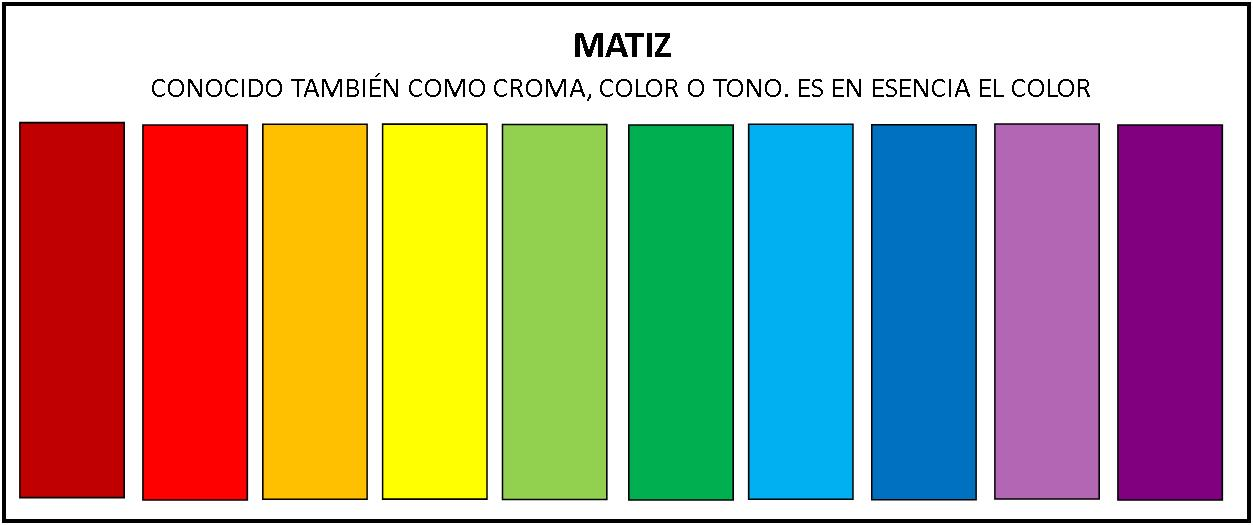 MATIZ
CONOCIDO TAMBIÉN COMO CROMA, COLOR O TONO. ES EN ESENCIA EL COLOR